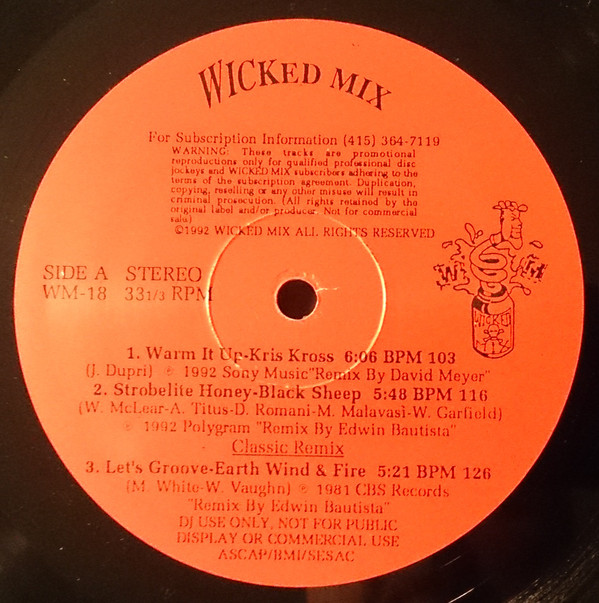 WICKED MIX
For Subscription Information (415) 364-7119
WARNING: These tracks are promotional
reproductions only for qualified professional disc
jockeys and WICKED MIX subscribers adhering to the
terms of the subscription agreement. Duplication,
copying, reselling or any other misuse will result in
criminal prosecution. (All rights retained by the
original label and/or producer. Not for commercial
sale)
©1992 WICKED MIX ALL RIGHTS RESERVED
SIDE A STEREO
WM-18 33 1/3 RPM
W M
WICKED
MIX
1. Warm It Up-Kris Kross 6:06 BPM 103
(J. Dupri) ℗ 1992 Sony Music"Remix By David Meyer"
2. Strobelite Honey-Black Sheep 5:48 BPM 116
(W. McLear-A. Titus-D. Romani-M. Malavasi-W. Garfield)
℗ 1992 Polygram "Remix By Edwin Bautista"
Classic Remix
3. Let's Groove-Earth Wind & Fire 5:21 BPM 126
(M. White-W. Vaughn) ℗ 1981 CBS Records
"Remix By Edwin Bautista"
DJ USE ONLY, NOT FOR PUBLIC
DISPLAY OR COMMERCIAL USE
ASCAP/BMI/SESAC